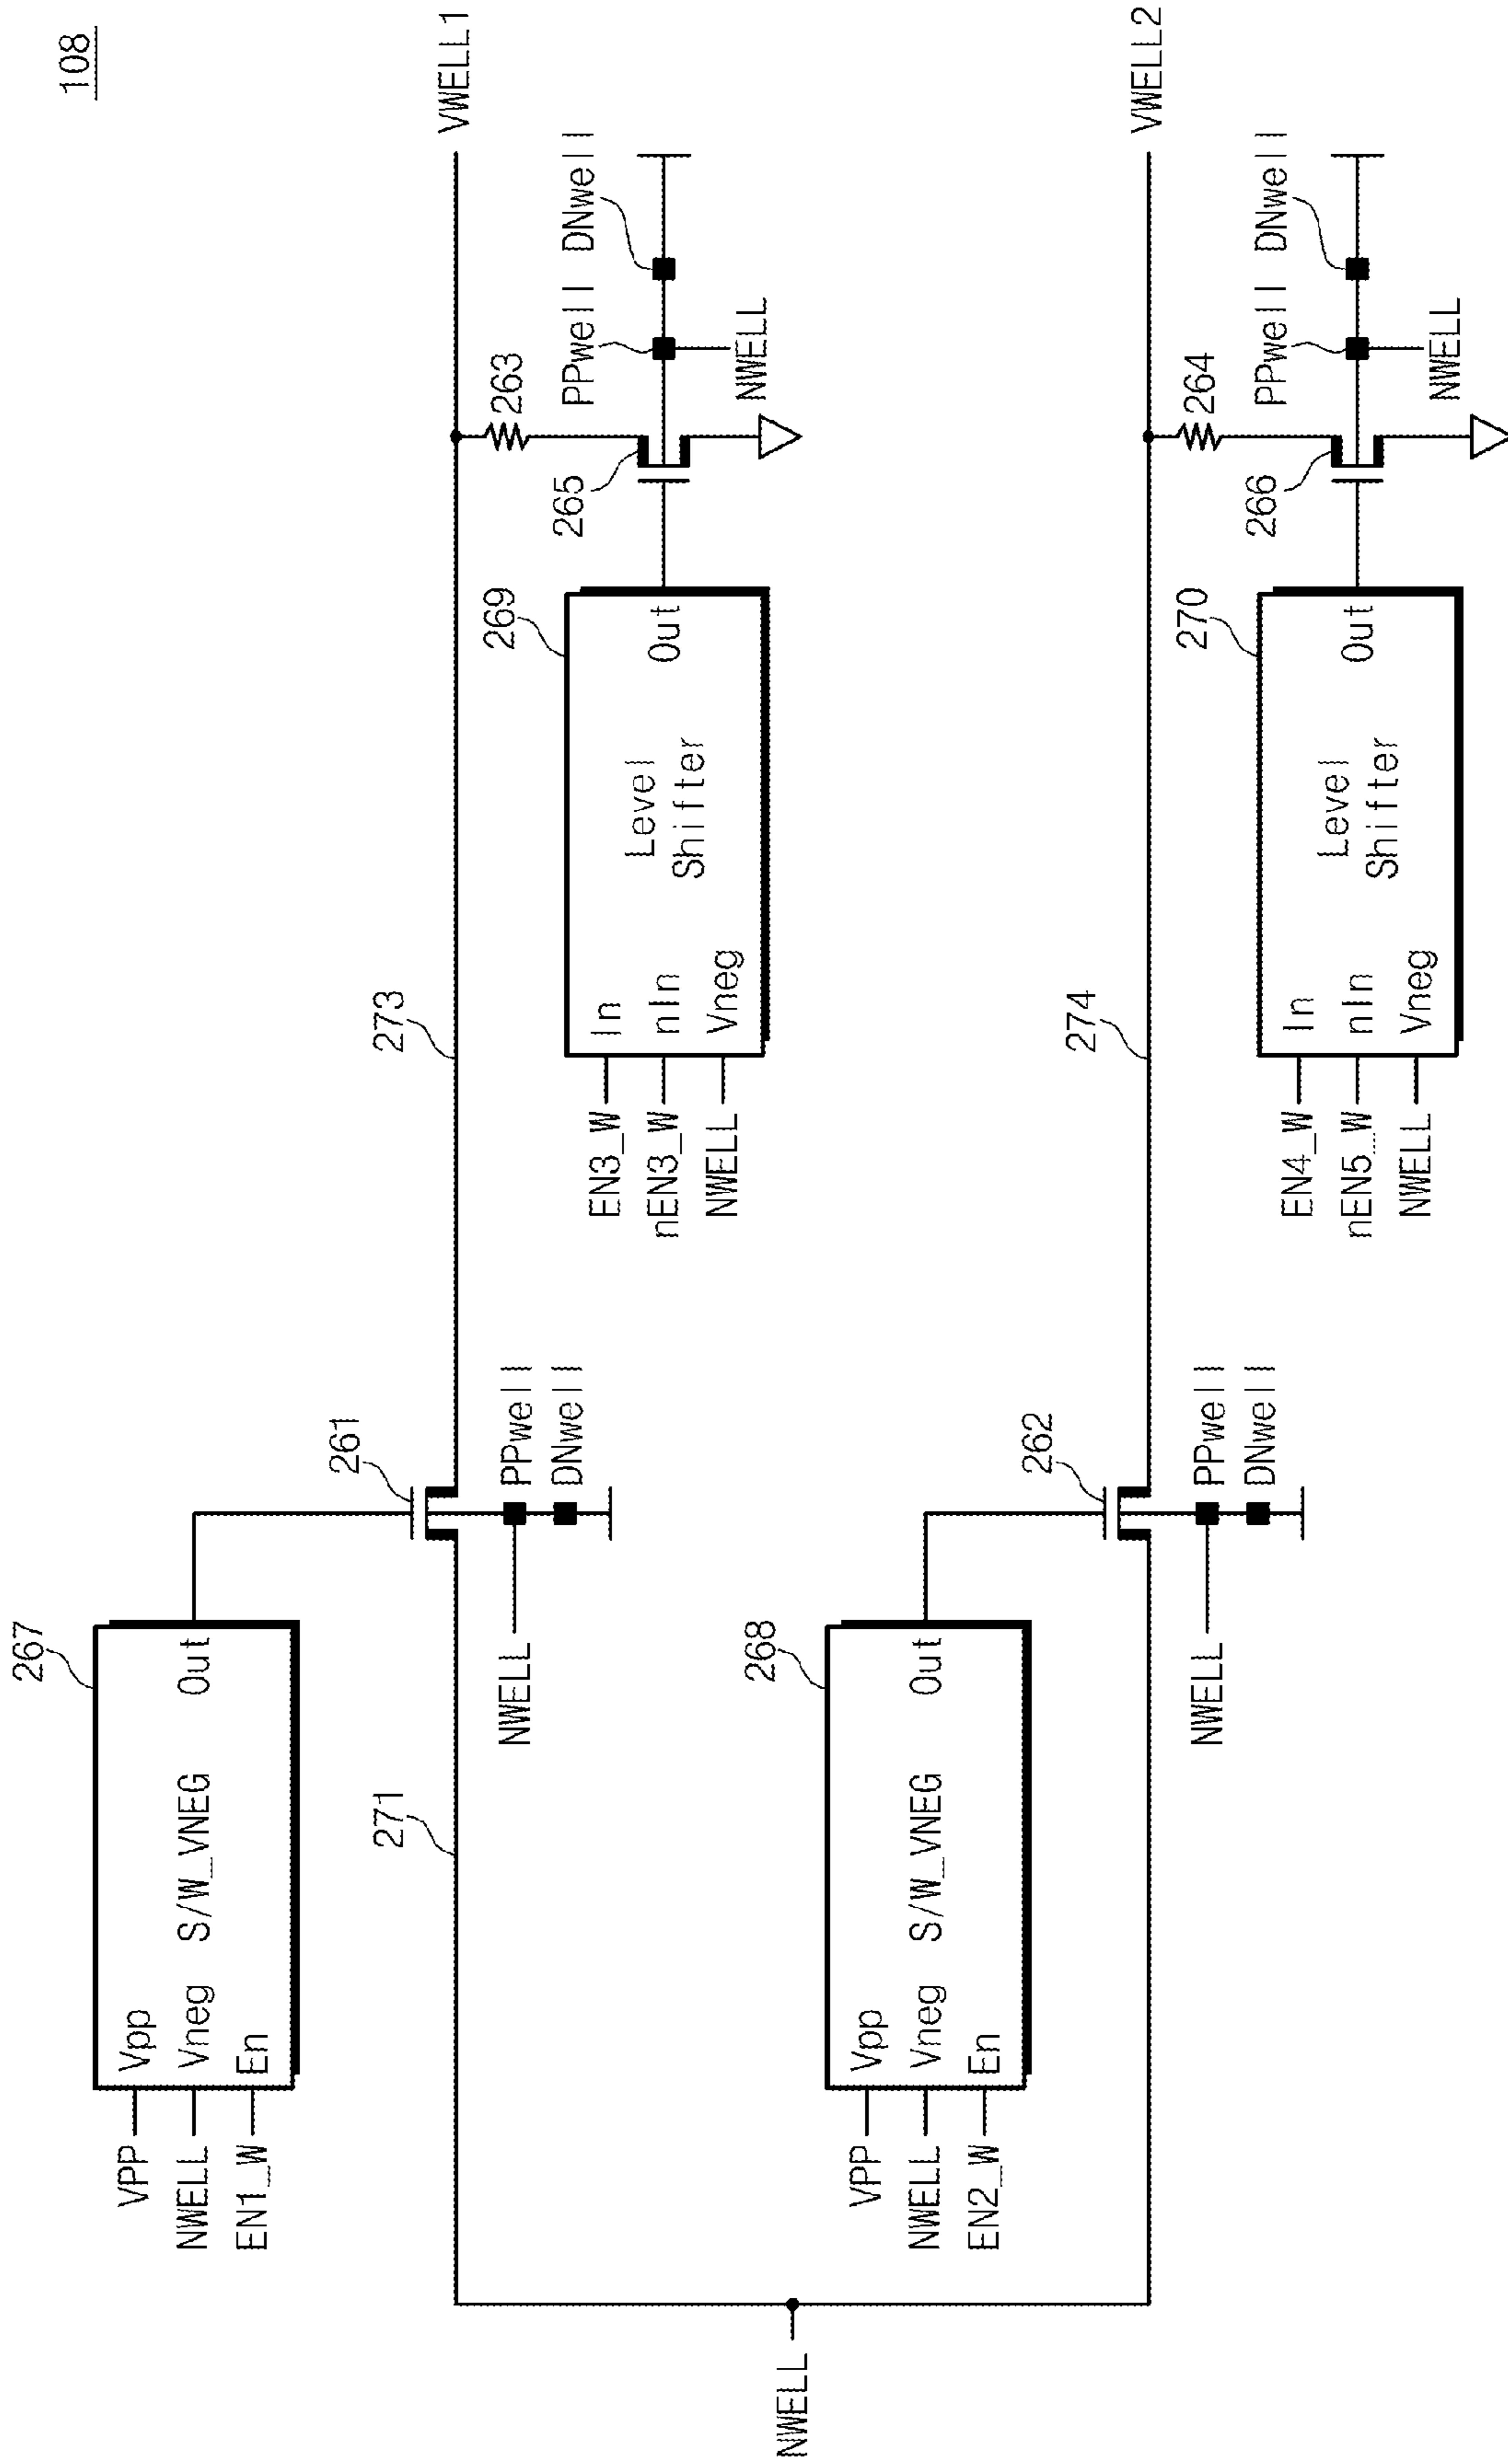 108
267
VPP
NWELL
EN1_W
Vpp
Vneg
En
S/W_VNEG
Out
261
271
273
VWELL1
NWELL
PPwell
DNwell
EN3_W
nEN3_W
NWELL
In
nIn
Vneg
Level
Shifter
Out
269
263
265
PPwell
DNwell
NWELL
NWELL
268
VPP
NWELL
EN2_W
Vpp
Vneg
En
S/W_VNEG
Out
262
274
VWELL2
NWELL
PPwell
DNwell
EN4_W
nEN5_W
NWELL
In
nIn
Vneg
Level
Shifter
Out
270
264
266
PPwell
DNwell
NWELL